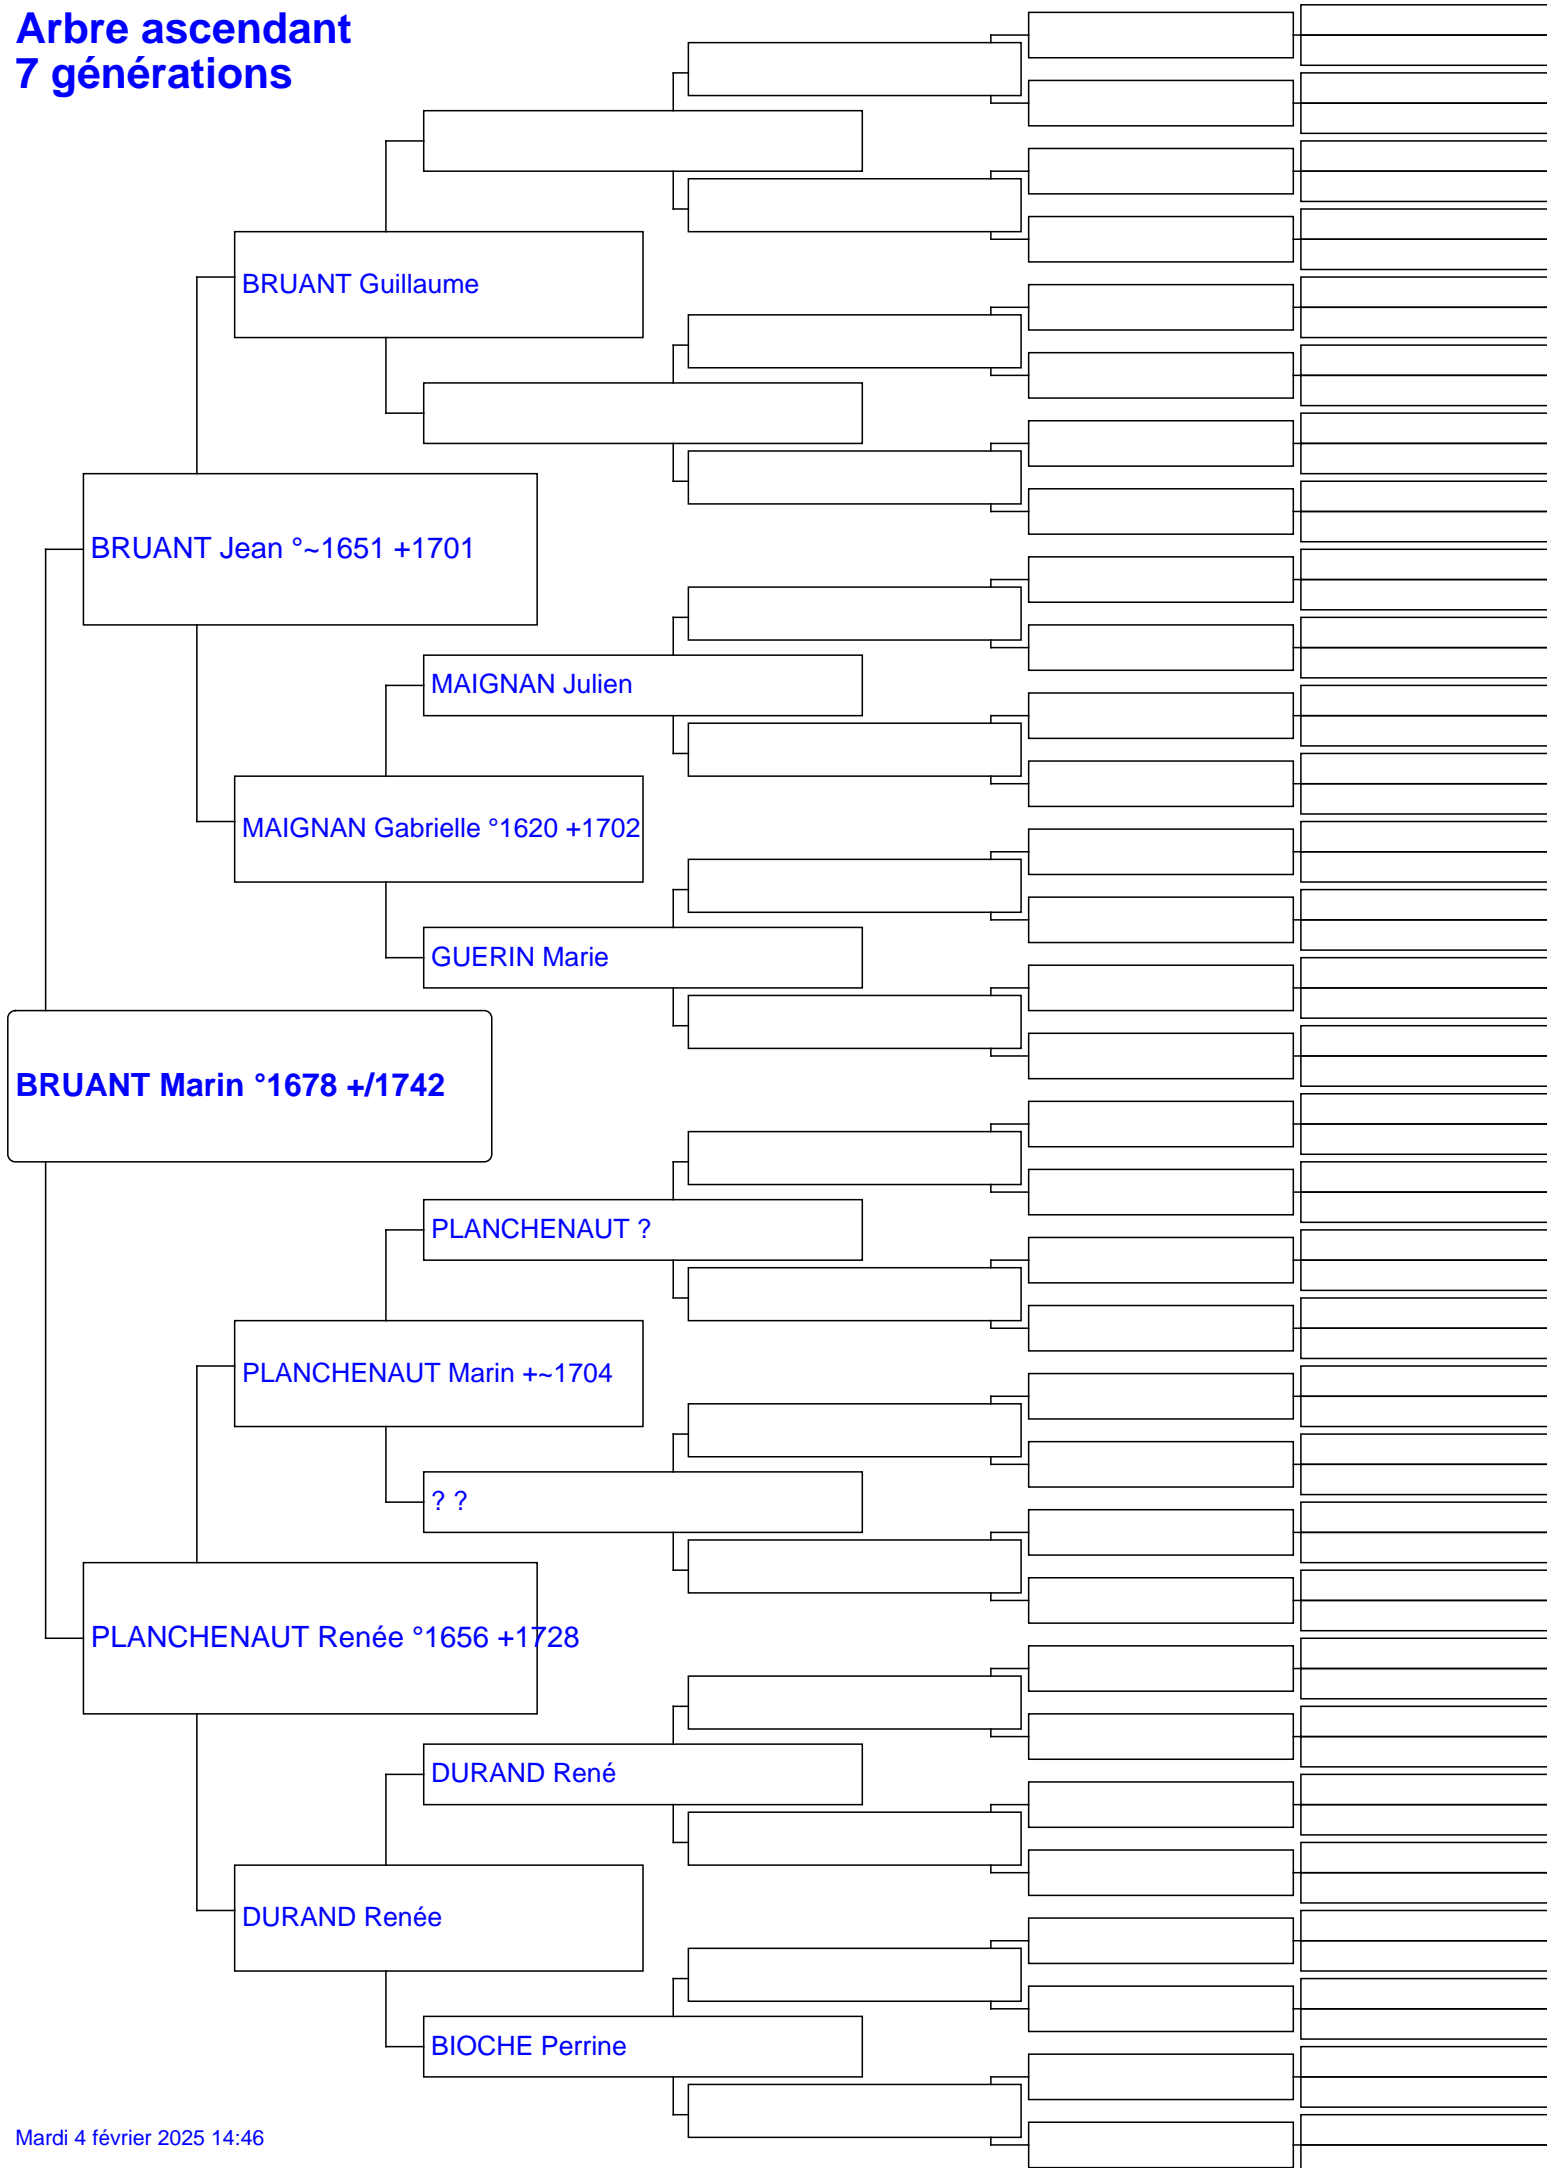 Arbre ascendant
7 générations
BRUANT Guillaume
BRUANT Jean °~1651 +1701
MAIGNAN Julien
MAIGNAN Gabrielle °1620 +1702
GUERIN Marie
BRUANT Marin °1678 +/1742
PLANCHENAUT ?
PLANCHENAUT Marin +~1704
? ?
PLANCHENAUT Renée °1656 +1728
DURAND René
DURAND Renée
BIOCHE Perrine
Mardi 4 février 2025 14:46